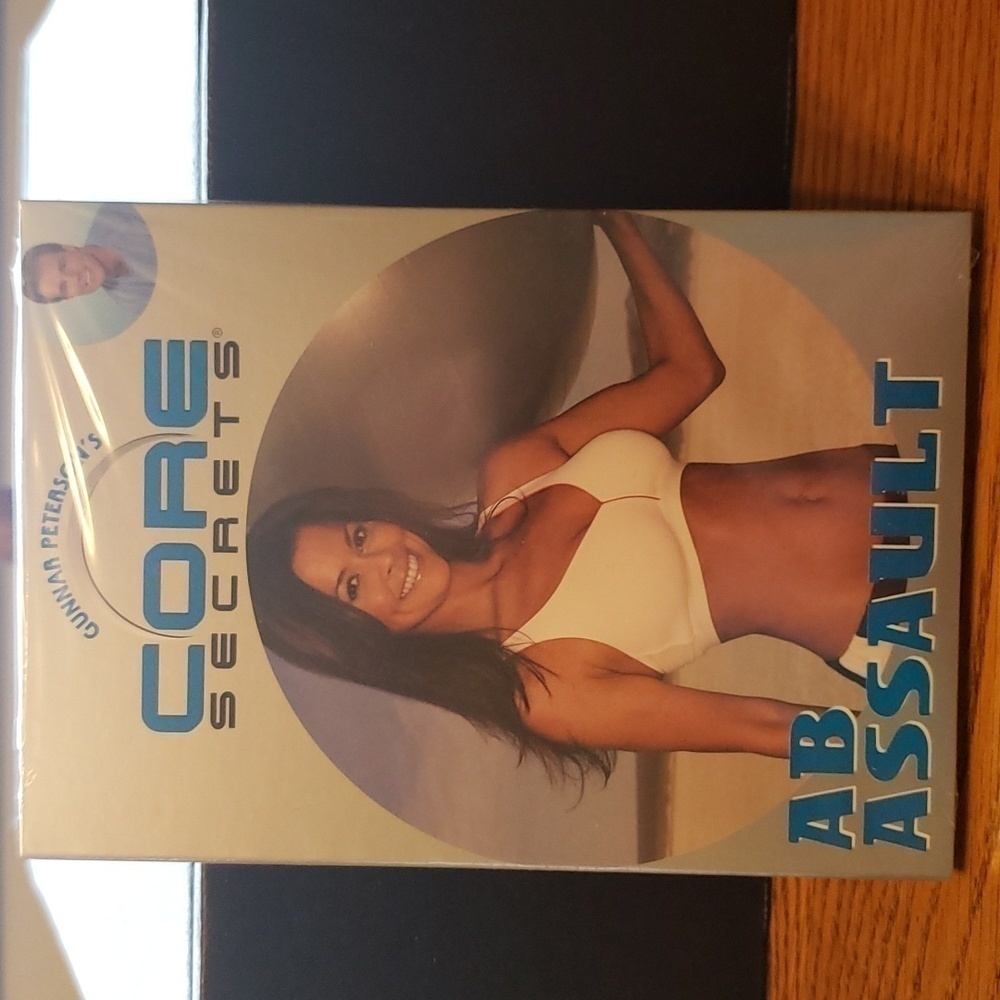 GUNNAR PETERSON'S
CORE
SECRETS®
AB
ASSAULT